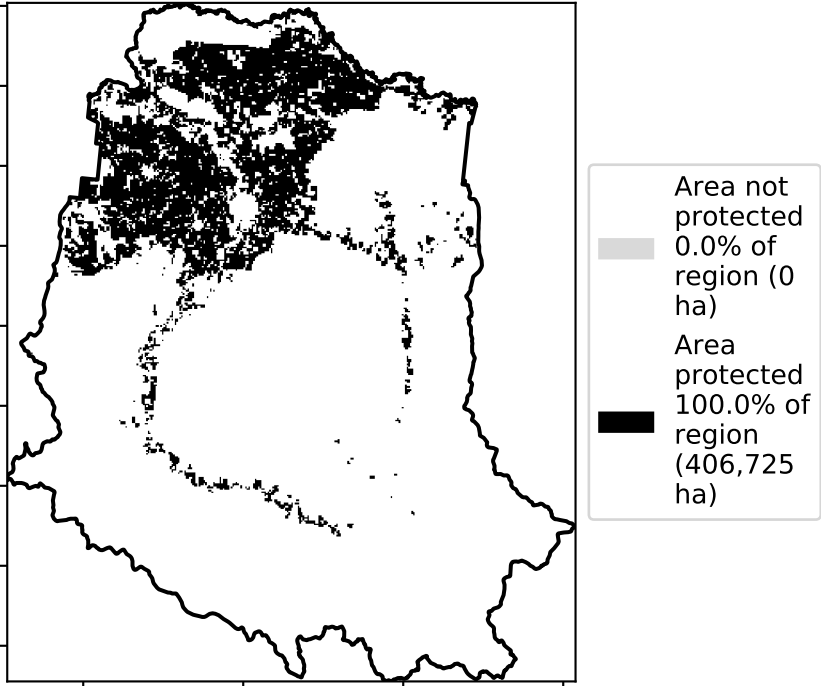 Area not
protected
0.0% of
region (0
ha)
Area
protected
100.0% of
region
(406,725
ha)